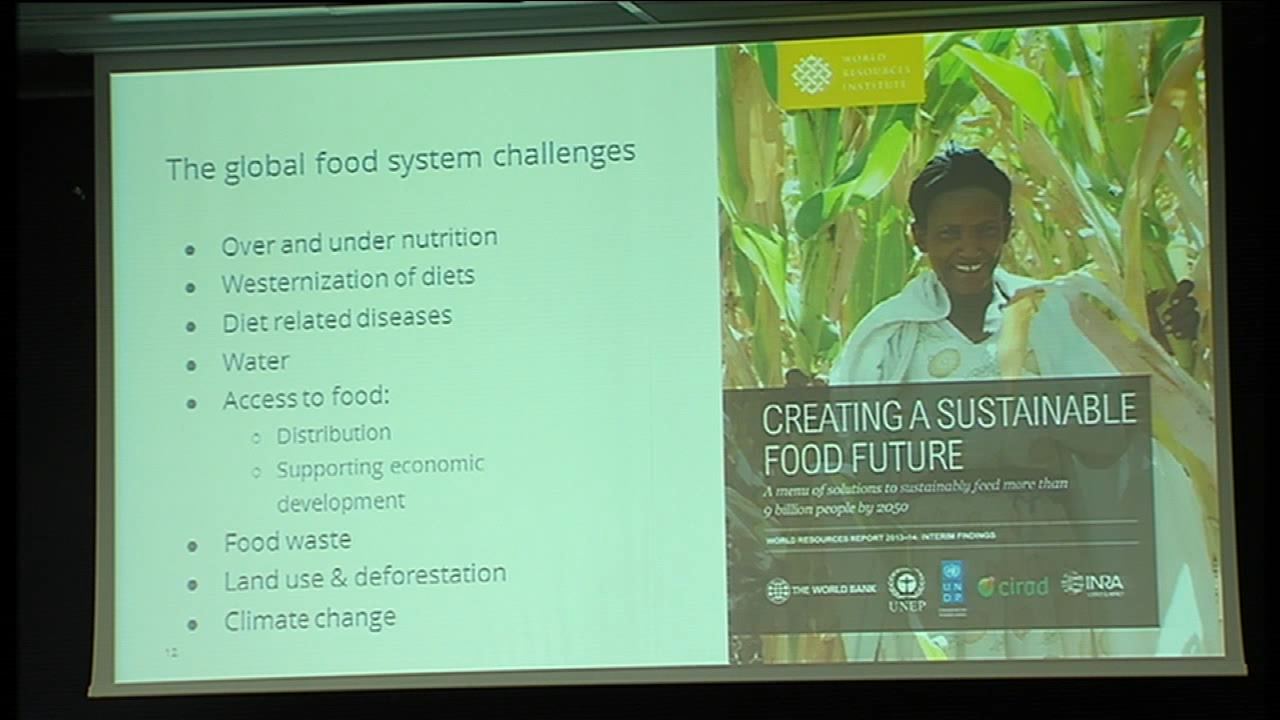 The global food system challenges
Over and under nutrition
Westernization of diets
Diet related diseases
Water
Access to food:
Distribution
Supporting economic
development
Food waste
Land use & deforestation
Climate change
12
WORLD
RESOURCES
INSTITUTE
CREATING A SUSTAINABLE
FOOD FUTURE
A menu of solutions to sustainably feed more than
9 billion people by 2050
WORLD RESOURCES REPORT 2013–14: INTERIM FINDINGS
THE WORLD BANK
UNEP
U N
D P
cirad
INRA